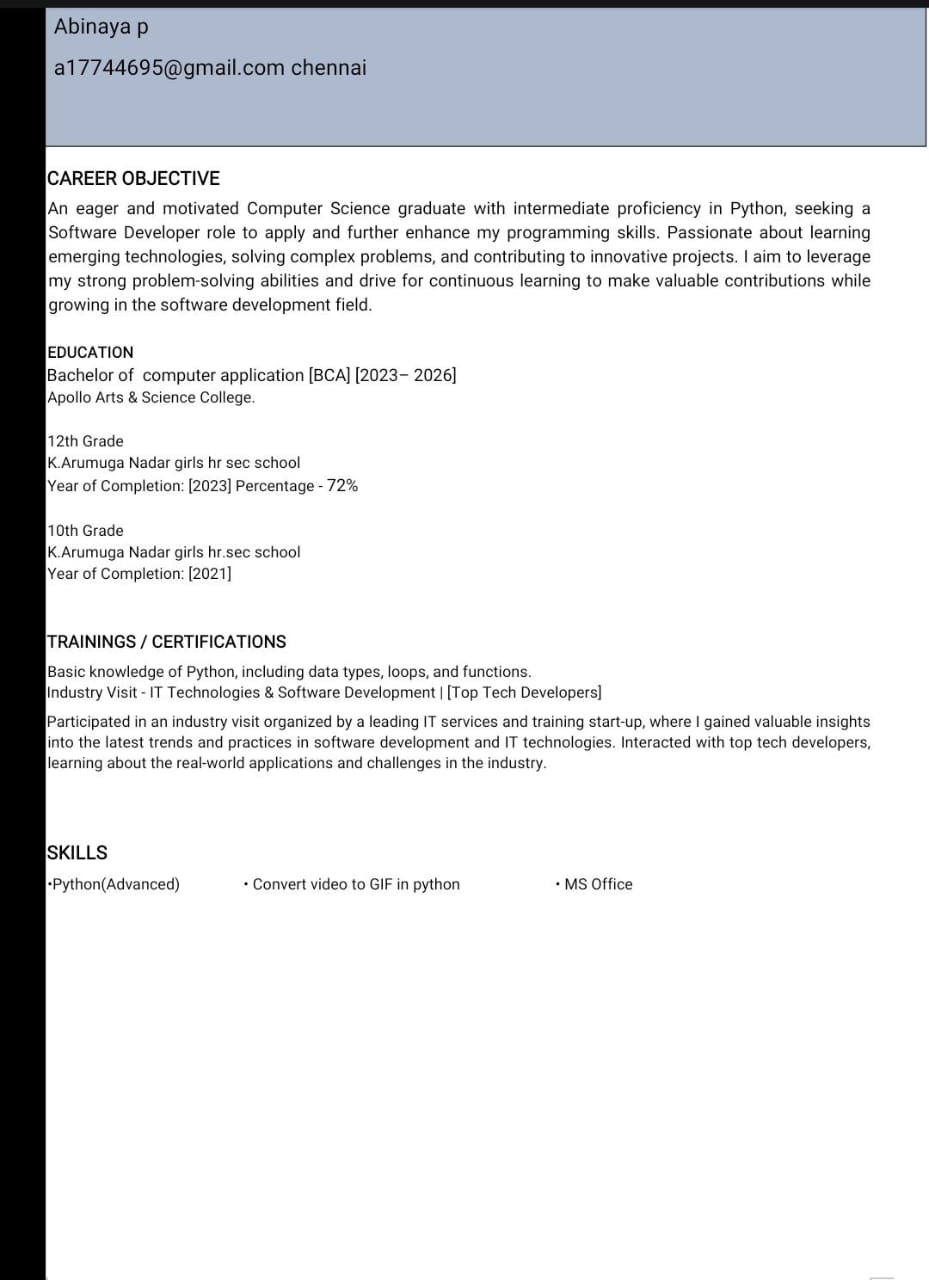 Abinaya p
a17744695@gmail.com chennai
CAREER OBJECTIVE
An eager and motivated Computer Science graduate with intermediate proficiency in Python, seeking a
Software Developer role to apply and further enhance my programming skills. Passionate about learning
emerging technologies, solving complex problems, and contributing to innovative projects. I aim to leverage
my strong problem-solving abilities and drive for continuous learning to make valuable contributions while
growing in the software development field.
EDUCATION
Bachelor of  computer application [BCA] [2023– 2026]
Apollo Arts & Science College.
12th Grade
K.Arumuga Nadar girls hr sec school
Year of Completion: [2023] Percentage - 72%
10th Grade
K.Arumuga Nadar girls hr.sec school
Year of Completion: [2021]
TRAININGS / CERTIFICATIONS
Basic knowledge of Python, including data types, loops, and functions.
Industry Visit - IT Technologies & Software Development | [Top Tech Developers]
Participated in an industry visit organized by a leading IT services and training start-up, where I gained valuable insights
into the latest trends and practices in software development and IT technologies. Interacted with top tech developers,
learning about the real-world applications and challenges in the industry.
SKILLS
•Python(Advanced) • Convert video to GIF in python • MS Office